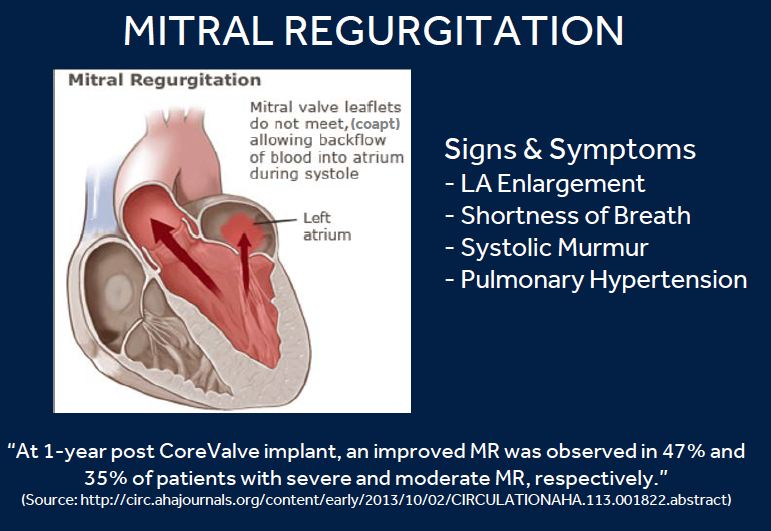 MITRAL REGURGITATION
Mitral Regurgitation
Mitral valve leaflets
do not meet,(coapt)
allowing backflow
of blood into atrium
during systole
Left
atrium
Signs & Symptoms
- LA Enlargement
- Shortness of Breath
- Systolic Murmur
- Pulmonary Hypertension
“At 1-year post CoreValve implant, an improved MR was observed in 47% and
35% of patients with severe and moderate MR, respectively.”
(Source: http://circ.ahajournals.org/content/early/2013/10/02/CIRCULATIONAHA.113.001822.abstract)